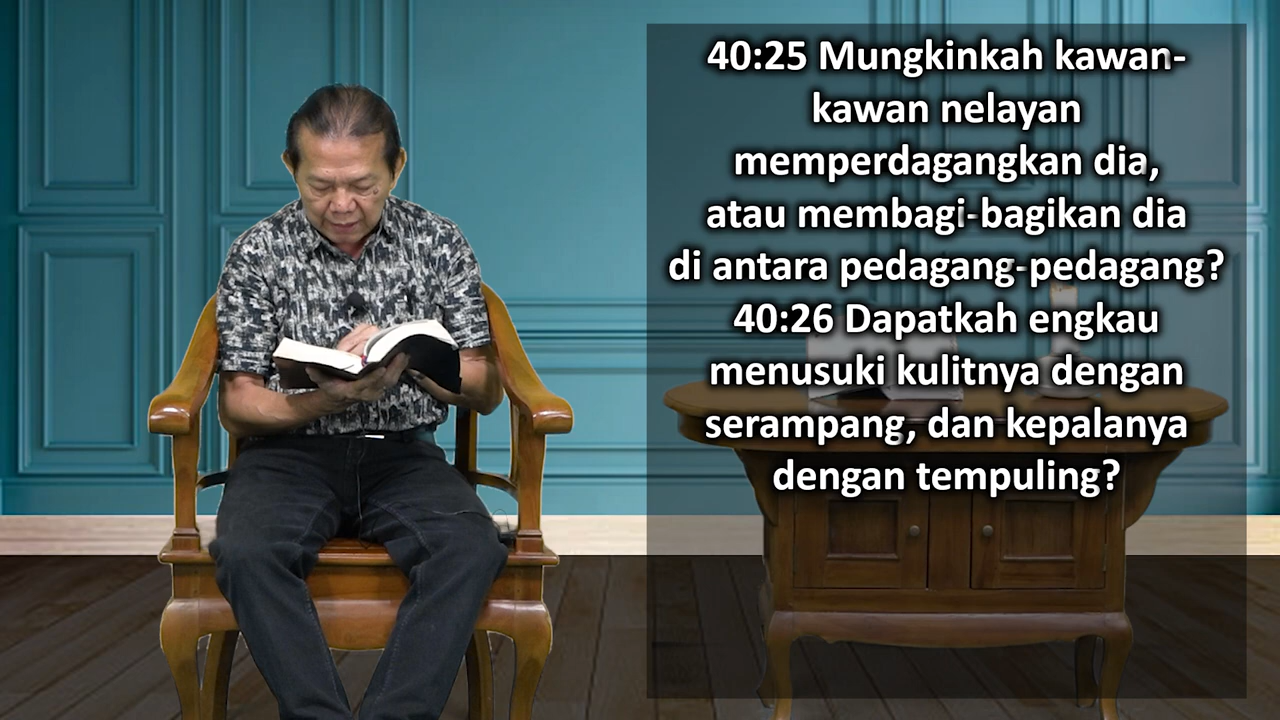 40:25 Mungkinkah kawan-
kawan nelayan
memperdagangkan dia,
atau membagi-bagikan dia
di antara pedagang-pedagang?
40:26 Dapatkah engkau
menusuki kulitnya dengan
serampang, dan kepalanya
dengan tempuling?